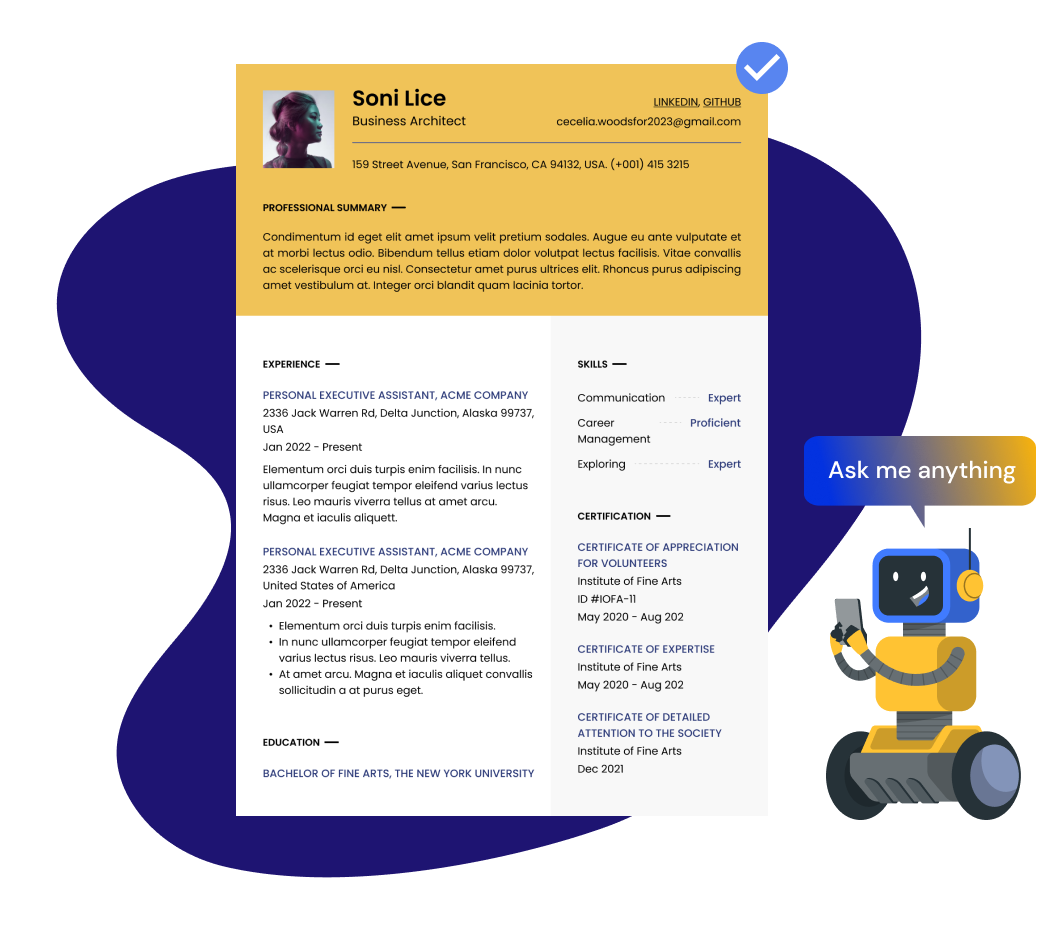 Soni Lice
Business Architect
LINKEDIN, GITHUB
cecelia.woodsfor2023@gmail.com
159 Street Avenue, San Francisco, CA 94132, USA. (+001) 415 3215
PROFESSIONAL SUMMARY
Condimentum id eget elit amet ipsum velit pretium sodales. Augue eu ante vulputate et
at morbi lectus odio. Bibendum tellus etiam dolor volutpat lectus facilisis. Vitae convallis
ac scelerisque orci eu nisl. Consectetur amet purus ultrices elit. Rhoncus purus adipiscing
amet vestibulum at. Integer orci blandit quam lacinia tortor.
EXPERIENCE
PERSONAL EXECUTIVE ASSISTANT, ACME COMPANY
2336 Jack Warren Rd, Delta Junction, Alaska 99737,
USA
Jan 2022 - Present
Elementum orci duis turpis enim facilisis. In nunc
ullamcorper feugiat tempor eleifend varius lectus
risus. Leo mauris viverra tellus at amet arcu.
Magna et iaculis aliquett.
PERSONAL EXECUTIVE ASSISTANT, ACME COMPANY
2336 Jack Warren Rd, Delta Junction, Alaska 99737,
United States of America
Jan 2022 - Present
• Elementum orci duis turpis enim facilisis.
• In nunc ullamcorper feugiat tempor eleifend
varius lectus risus. Leo mauris viverra tellus.
• At amet arcu. Magna et iaculis aliquet convallis
sollicitudin a at purus eget.
EDUCATION
BACHELOR OF FINE ARTS, THE NEW YORK UNIVERSITY
SKILLS
Communication Expert
Career Proficient
Management
Exploring Expert
CERTIFICATION
CERTIFICATE OF APPRECIATION
FOR VOLUNTEERS
Institute of Fine Arts
ID #IOFA-11
May 2020 - Aug 202
CERTIFICATE OF EXPERTISE
Institute of Fine Arts
May 2020 - Aug 202
CERTIFICATE OF DETAILED
ATTENTION TO THE SOCIETY
Institute of Fine Arts
Dec 2021
Ask me anything